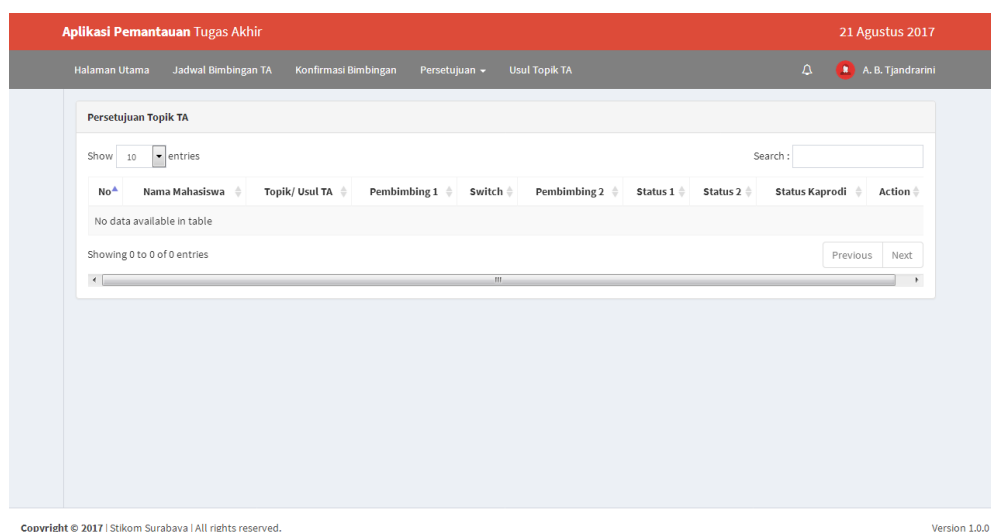 Aplikasi Pemantauan Tugas Akhir 21 Agustus 2017
Halaman Utama Jadwal Bimbingan TA Konfirmasi Bimbingan Persetujuan Usul Topik TA A. B. Tjandrarini
Persetujuan Topik TA
Show 10 entries Search :
No Nama Mahasiswa Topik/ Usul TA Pembimbing 1 Switch Pembimbing 2 Status 1 Status 2 Status Kaprodi Action
No data available in table
Showing 0 to 0 of 0 entries Previous Next
Copyright © 2017 | Stikom Surabaya | All rights reserved. Version 1.0.0